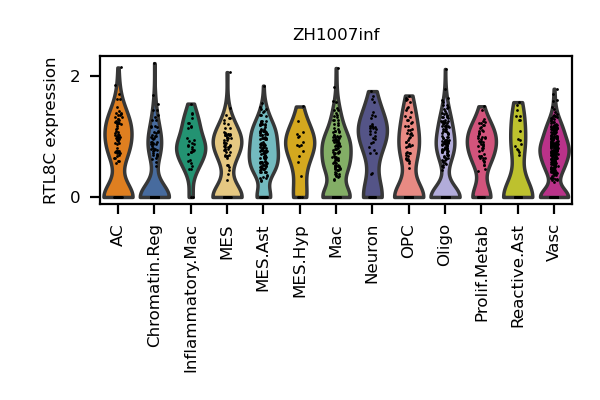 ZH1007inf
RTL8C expression
2
0
AC
Chromatin.Reg
Inflammatory.Mac
MES
MES.Ast
MES.Hyp
Mac
Neuron
OPC
Oligo
Prolif.Metab
Reactive.Ast
Vasc